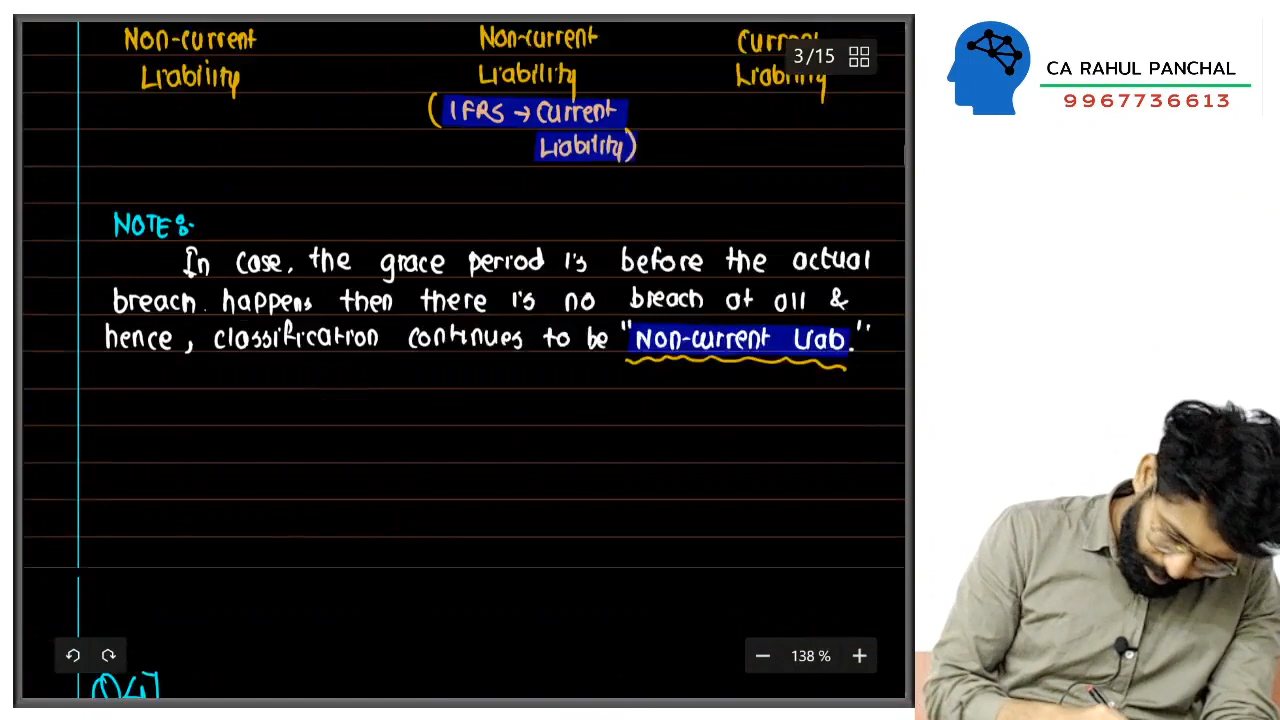 Non-current Non-current Current
Liability Liability Liability
(IFRS → Current
Liability)
3/15
CA RAHUL PANCHAL
9967736613
NOTE:-
In case, the grace period is before the actual
breach happens then there is no breach at all &
hence, classification continues to be "Non-current Liab."
138 %